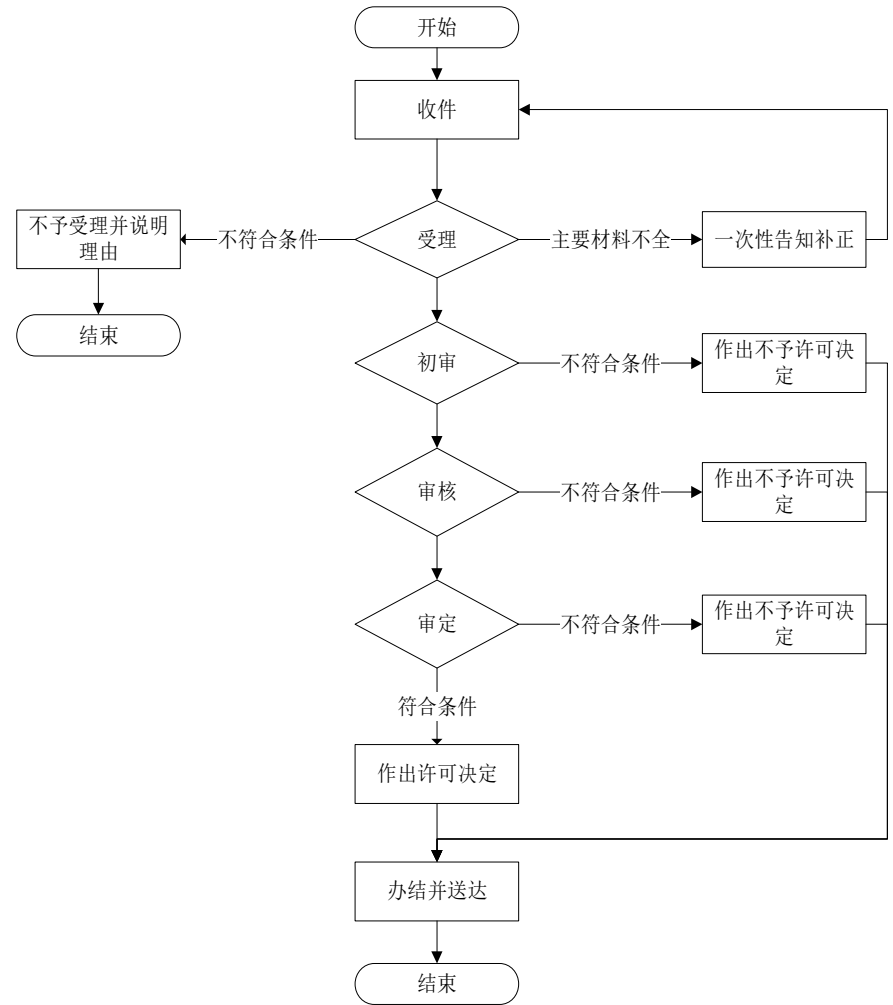 开始
收件
不予受理并说明
理由
不符合条件
受理
主要材料不全
一次性告知补正
结束
初审
不符合条件
作出不予许可决
定
审核
不符合条件
作出不予许可决
定
审定
不符合条件
作出不予许可决
定
符合条件
作出许可决定
办结并送达
结束